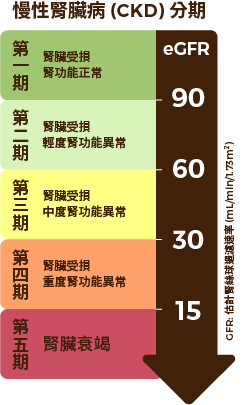 慢性腎臟病 (CKD) 分期
eGFR
第一期
腎臟受損
腎功能正常
90
第二期
腎臟受損
輕度腎功能異常
60
第三期
腎臟受損
中度腎功能異常
30
第四期
腎臟受損
重度腎功能異常
15
第五期
腎臟衰竭
GFR: 估計腎絲球過濾速率 (mL/min/1.73m²)